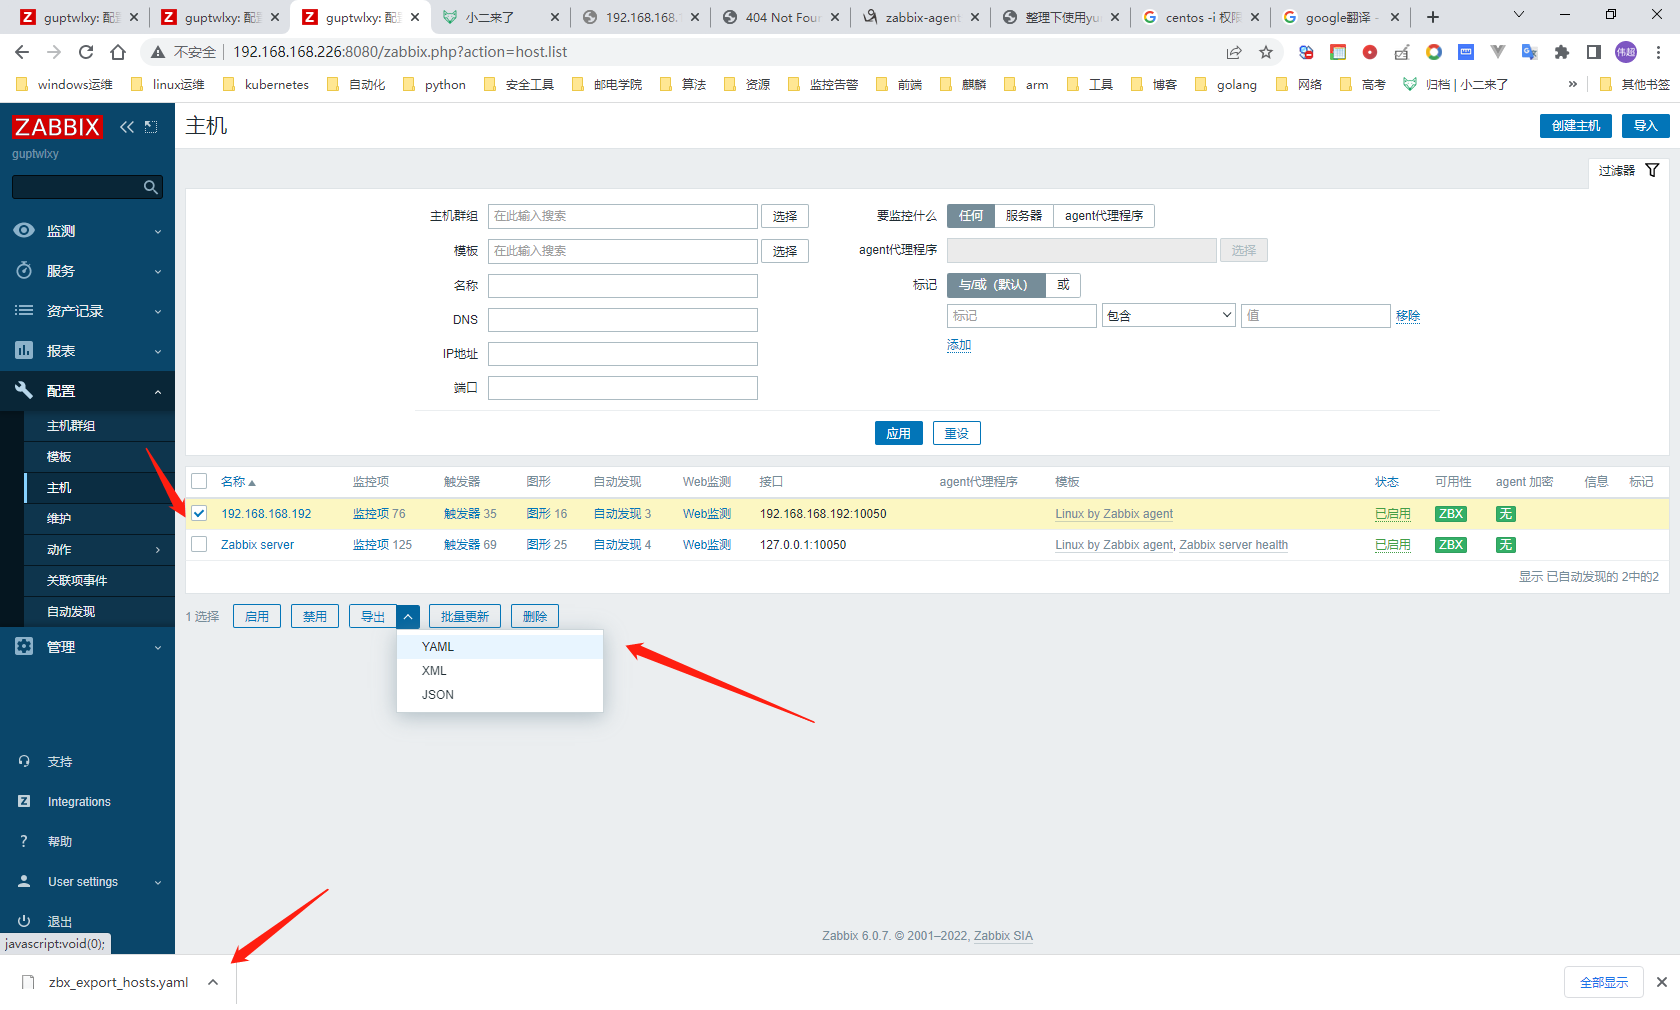 guptwlxy: 配
guptwlxy: 配
guptwlxy: 配
小二来了
192.168.168.
404 Not Fou
zabbix-agent
整理下使用yu
centos -i 权限
google翻译 -
不安全
192.168.168.226:8080/zabbix.php?action=host.list
伟超
windows运维
linux运维
kubernetes
自动化
python
安全工具
邮电学院
算法
资源
监控告警
前端
麒麟
arm
工具
博客
golang
网络
高考
归档 | 小二来了
»
其他书签
ZABBIX
guptwlxy
主机
创建主机
导入
过滤器
监测
服务
资产记录
报表
配置
主机群组
模板
主机
维护
动作
关联项事件
自动发现
管理
支持
Integrations
帮助
User settings
退出
javascript:void(0);
主机群组
在此输入搜索
选择
模板
在此输入搜索
选择
名称
DNS
IP地址
端口
要监控什么
任何
服务器
agent代理程序
agent代理程序
选择
标记
与/或（默认）
或
标记
包含
值
移除
添加
应用
重设
名称
监控项
触发器
图形
自动发现
Web监测
接口
agent代理程序
模板
状态
可用性
agent 加密
信息
标记
192.168.168.192
监控项 76
触发器 35
图形 16
自动发现 3
Web监测
192.168.168.192:10050
Linux by Zabbix agent
已启用
ZBX
无
Zabbix server
监控项 125
触发器 69
图形 25
自动发现 4
Web监测
127.0.0.1:10050
Linux by Zabbix agent, Zabbix server health
已启用
ZBX
无
显示 已自动发现的 2中的2
1 选择
启用
禁用
导出
批量更新
删除
YAML
XML
JSON
Zabbix 6.0.7. © 2001–2022, Zabbix SIA
zbx_export_hosts.yaml
全部显示